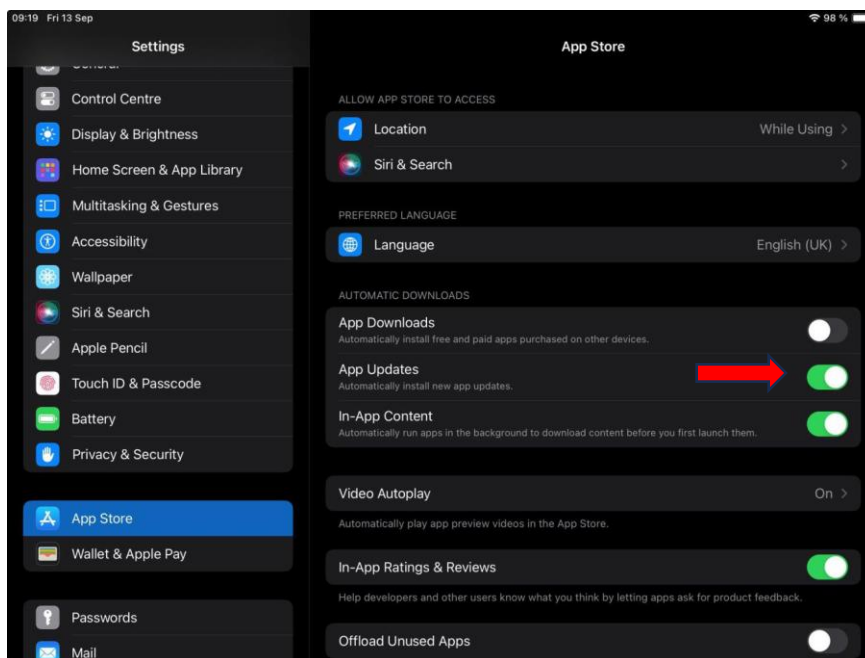 09:19 Fri 13 Sep
98 %
Settings
General
Control Centre
Display & Brightness
Home Screen & App Library
Multitasking & Gestures
Accessibility
Wallpaper
Siri & Search
Apple Pencil
Touch ID & Passcode
Battery
Privacy & Security
App Store
Wallet & Apple Pay
Passwords
Mail
App Store
ALLOW APP STORE TO ACCESS
Location While Using
Siri & Search
PREFERRED LANGUAGE
Language English (UK)
AUTOMATIC DOWNLOADS
App Downloads
Automatically install free and paid apps purchased on other devices.
App Updates
Automatically install new app updates.
In-App Content
Automatically run apps in the background to download content before you first launch them.
Video Autoplay On
Automatically play app preview videos in the App Store.
In-App Ratings & Reviews
Help developers and other users know what you think by letting apps ask for product feedback.
Offload Unused Apps